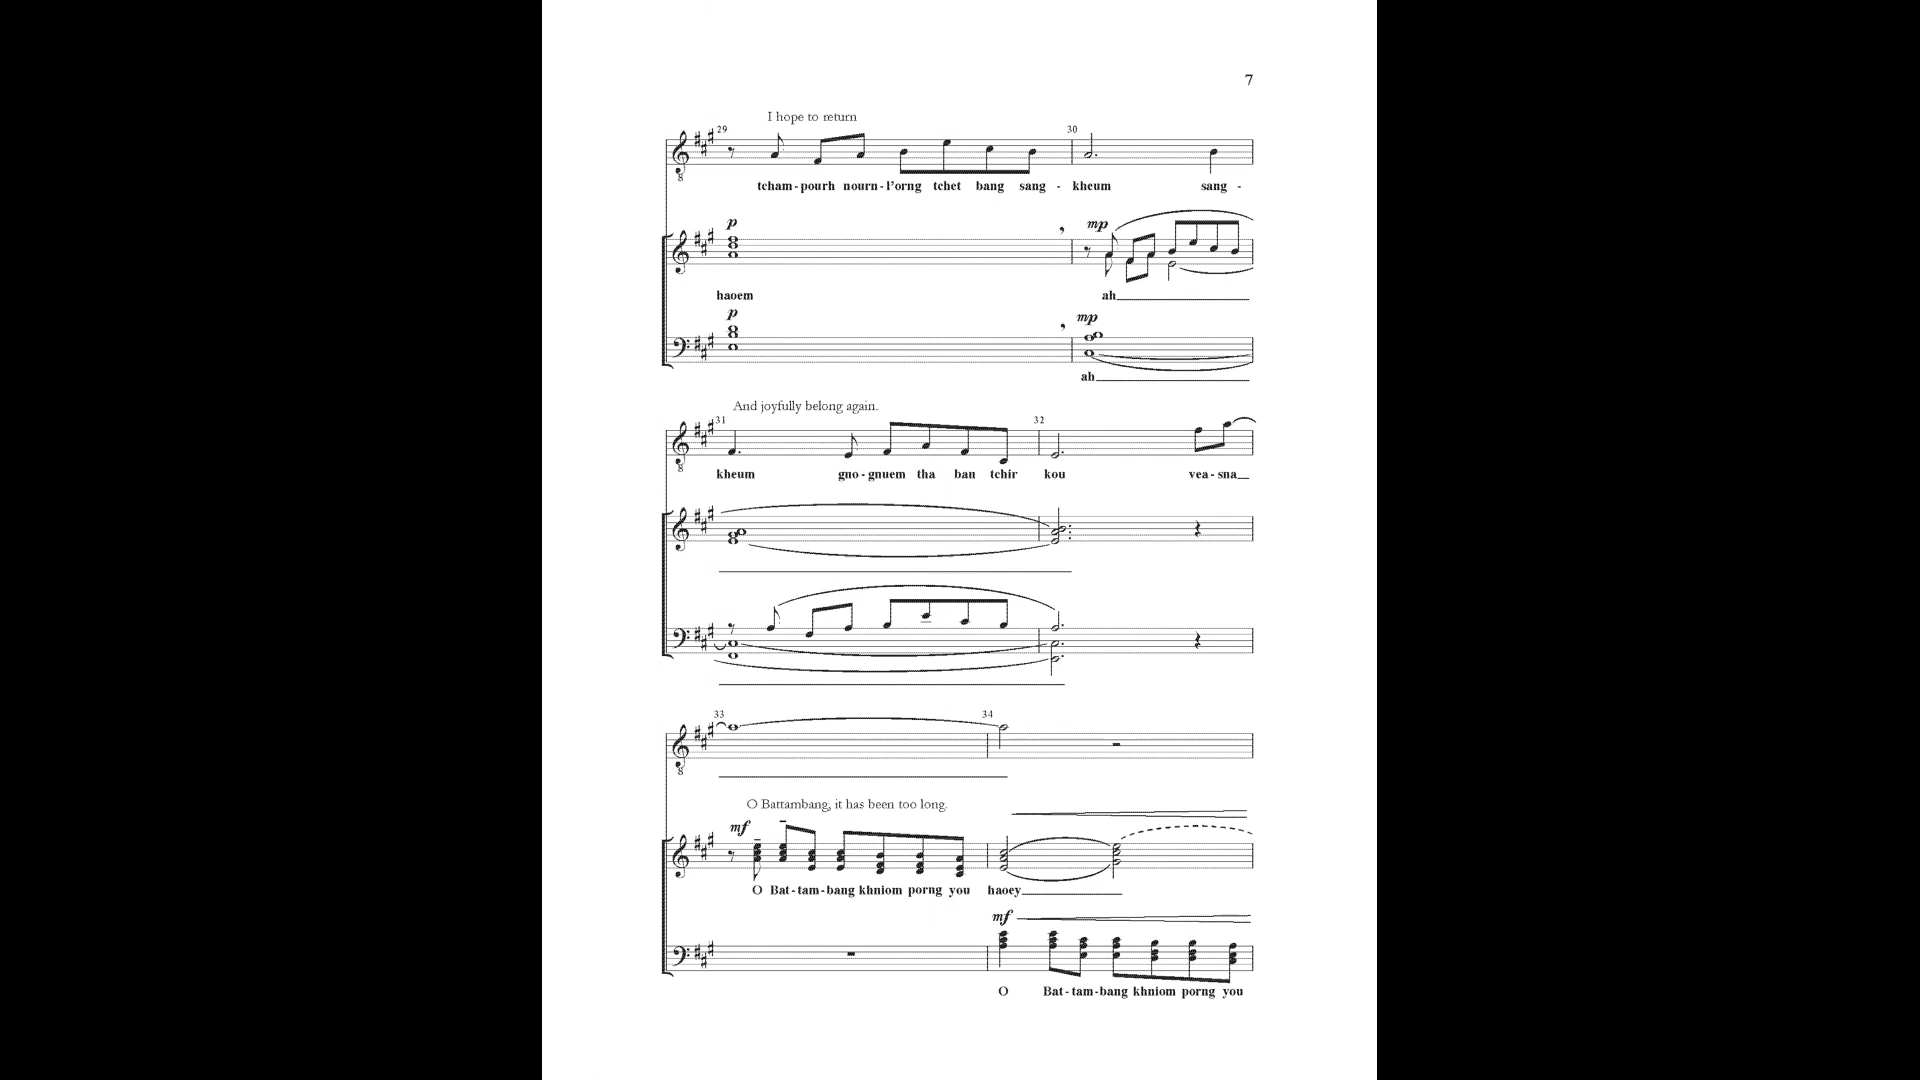 7
I hope to return
29
30
8
tcham - pourh nourn - l'orng tchet bang sang - kheum sang -
p
mp
haoem
ah
p
mp
ah
And joyfully belong again.
31
32
8
kheum gno - gnuem tha ban tchir kou vea - sna
33
34
8
O Battambang, it has been too long.
mf
O Bat - tam - bang khniom porng you haoey
mf
O Bat - tam - bang khniom porng you